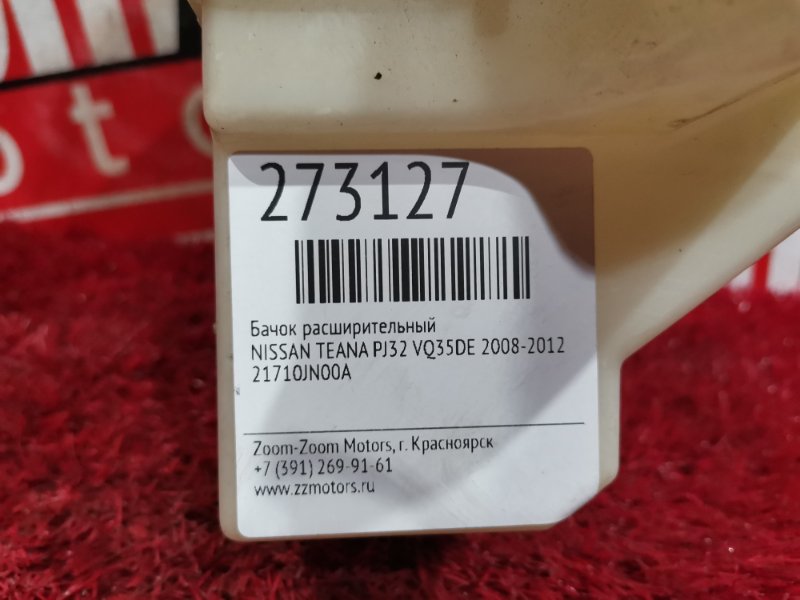 273127
Бачок расширительный
NISSAN TEANA PJ32 VQ35DE 2008-2012
21710JN00A
Zoom-Zoom Motors, г. Красноярск
+7 (391) 269-91-61
www.zzmotors.ru